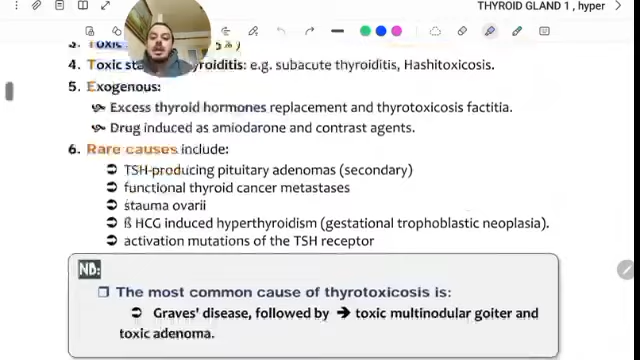 THYROID GLAND 1 , hyper
3. Toxic
4. Toxic sta yroiditis: e.g. subacute thyroiditis, Hashitoxicosis.
5. Exogenous:
Excess thyroid hormones replacement and thyrotoxicosis factitia.
Drug induced as amiodarone and contrast agents.
6. Rare causes include:
TSH-producing pituitary adenomas (secondary)
functional thyroid cancer metastases
stauma ovarii
ß HCG induced hyperthyroidism (gestational trophoblastic neoplasia).
activation mutations of the TSH receptor
NB:
The most common cause of thyrotoxicosis is:
Graves' disease, followed by ➔ toxic multinodular goiter and
toxic adenoma.